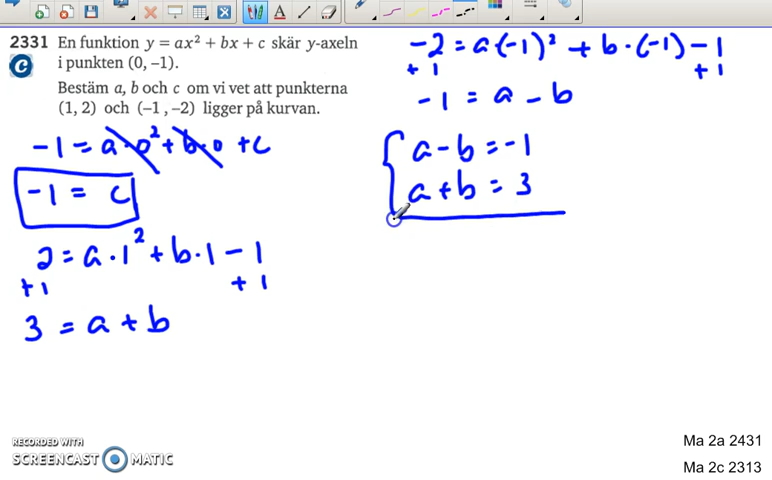 2331 En funktion y = ax² + bx + c skär y-axeln
i punkten (0, −1).
C
Bestäm a, b och c om vi vet att punkterna
(1, 2) och (−1, −2) ligger på kurvan.
-1 = a·0² + b·0 + c
-1 = c
2 = a·1² + b·1 - 1
+1 +1
3 = a + b
-2 = a(-1)² + b·(-1) - 1
+1 +1
-1 = a - b
a - b = -1
a + b = 3
RECORDED WITH
SCREENCAST MATIC
Ma 2a 2431
Ma 2c 2313